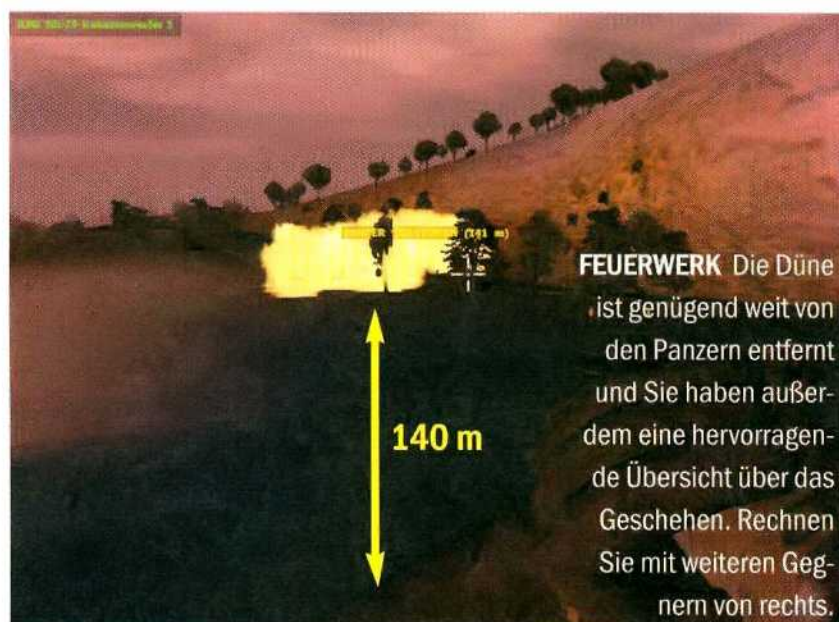 (141 m)
140 m
FEUERWERK Die Düne
ist genügend weit von
den Panzern entfernt
und Sie haben außer-
dem eine hervorragen-
de Übersicht über das
Geschehen. Rechnen
Sie mit weiteren Geg-
nern von rechts.